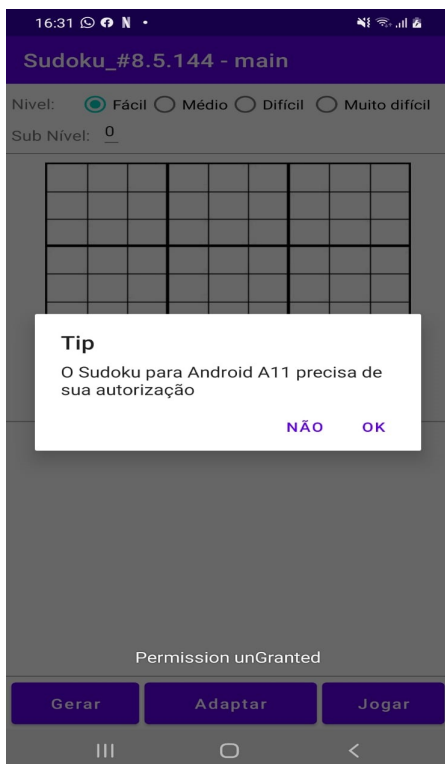 16:31 N
Sudoku_#8.5.144 - main
Nivel: Fácil Médio Difícil Muito difícil
Sub Nível: 0
Tip
O Sudoku para Android A11 precisa de
sua autorização
NÃO OK
Permission unGranted
Gerar Adaptar Jogar